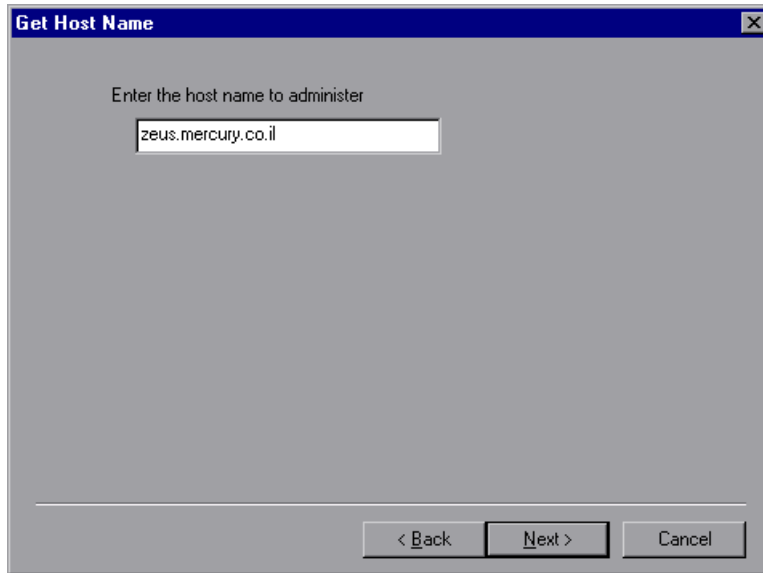 Get Host Name
Enter the host name to administer
zeus.mercury.co.il
< Back Next > Cancel